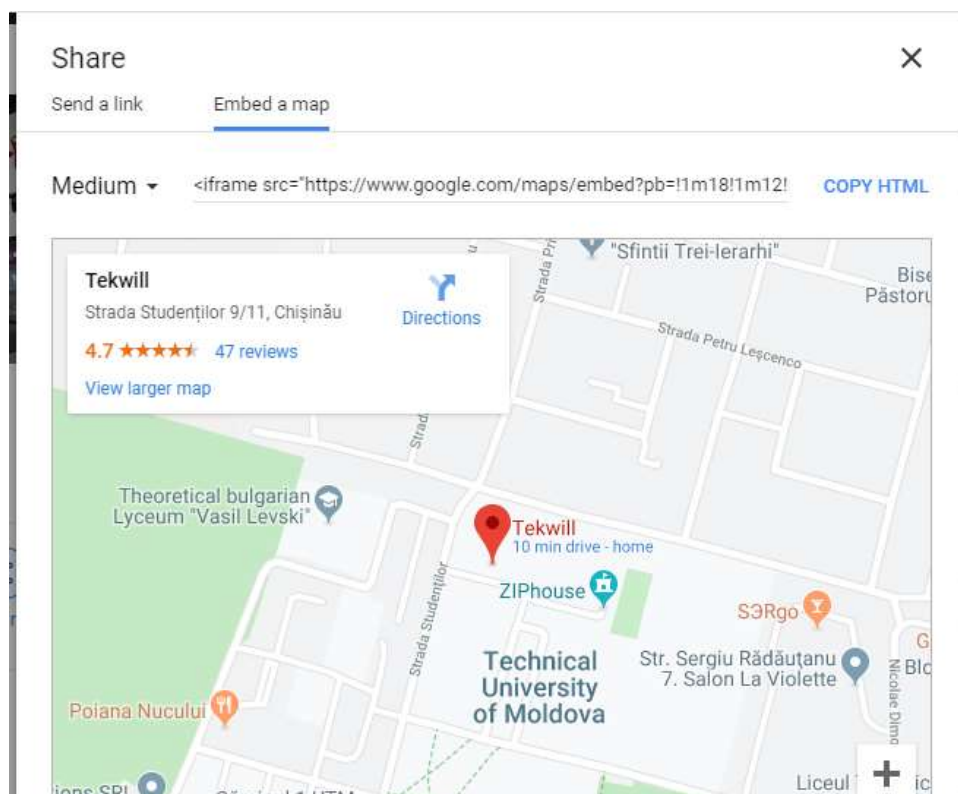 Share
Send a link
Embed a map
Medium
<iframe src="https://www.google.com/maps/embed?pb=!1m18!1m12!
COPY HTML
Tekwill
Strada Studenților 9/11, Chișinău
4.7
47 reviews
View larger map
Directions
"Sfintii Trei-Ierarhi"
Strada Petru Leșcenco
Theoretical bulgarian
Lyceum "Vasil Levski"
Tekwill
10 min drive - home
ZIPhouse
Strada Studenților
SЭRgo
Technical
University
of Moldova
Str. Sergiu Rădăuțanu
7. Salon La Violette
Poiana Nucului
Liceul